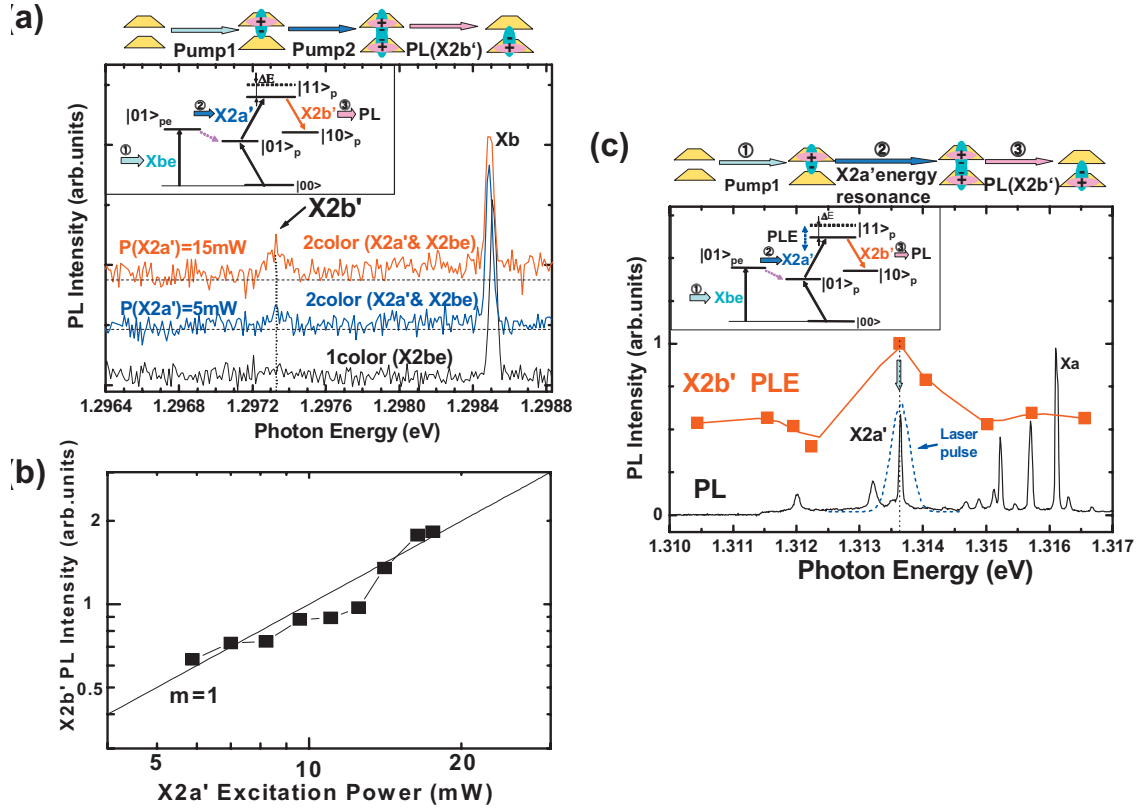 (a)
Pump1 Pump2 PL(X2b')
PL Intensity (arb.units)
ΔE
|11>p
② X2a' X2b' ③ PL
|01>pe |10>p
① Xbe |01>p
|00>
Xb
X2b'
P(X2a')=15mW 2color (X2a'& X2be)
P(X2a')=5mW 2color (X2a'& X2be)
1color (X2be)
1.2964 1.2968 1.2972 1.2976 1.2980 1.2984 1.2988
Photon Energy (eV)
(b)
X2b' PL Intensity (arb.units)
2
1
0.5
m=1
5 10 20
X2a' Excitation Power (mW)
(c)
① ② ③
Pump1 X2a'energy PL(X2b')
resonance
PL Intensity (arb.units)
ΔE
PLE |11>p
② X2a' X2b' ③ PL
|01>pe |10>p
① Xbe |01>p
|00>
1
X2b' PLE Xa
X2a' Laser
pulse
PL
0
1.310 1.311 1.312 1.313 1.314 1.315 1.316 1.317
Photon Energy (eV)